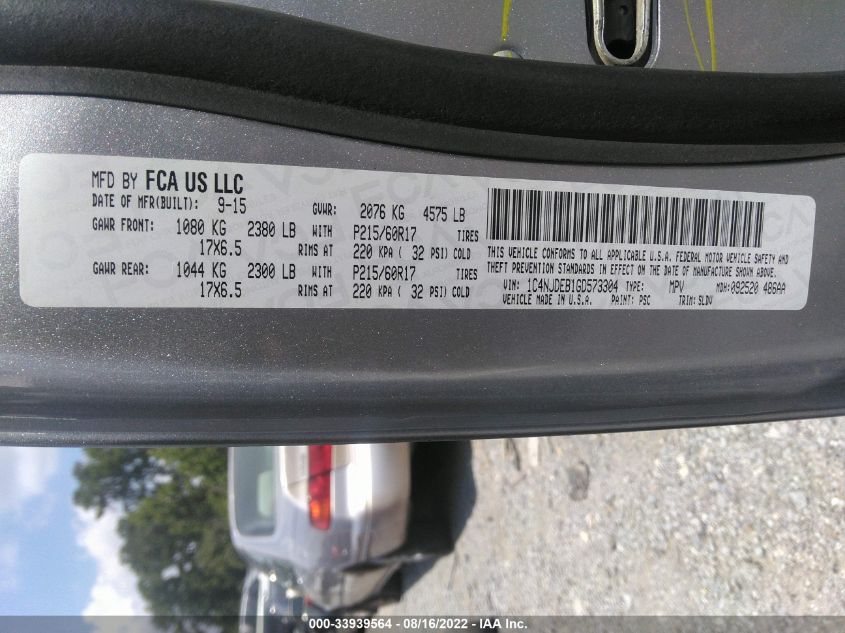 MFD BY FCA US LLC
DATE OF MFR(BUILT): 9-15 GVWR: 2076 KG 4575 LB
GAWR FRONT: 1080 KG 2380 LB WITH P215/60R17 TIRES
17X6.5 RIMS AT 220 KPA ( 32 PSI) COLD
GAWR REAR: 1044 KG 2300 LB WITH P215/60R17 TIRES
17X6.5 RIMS AT 220 KPA ( 32 PSI) COLD
THIS VEHICLE CONFORMS TO ALL APPLICABLE U.S.A. FEDERAL MOTOR VEHICLE SAFETY AND
THEFT PREVENTION STANDARDS IN EFFECT ON THE DATE OF MANUFACTURE SHOWN ABOVE.
VIN: 1C4NJDEB1GD573304 TYPE: MPV MDH:092520 486AA
VEHICLE MADE IN U.S.A. PAINT: PSC TRIM: SLDV
000-33939564 - 08/16/2022 - IAA Inc.